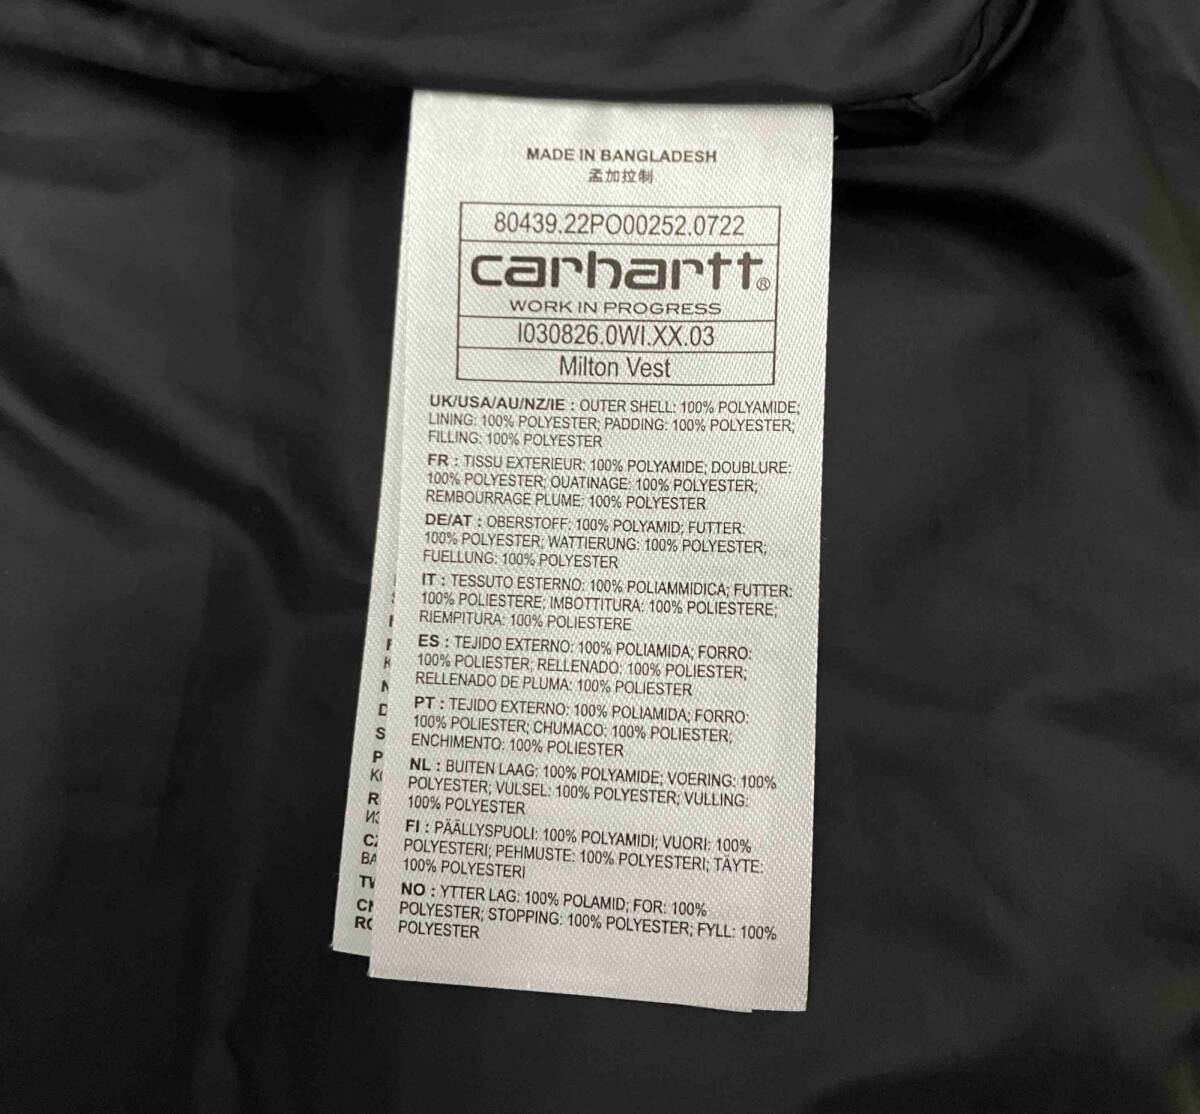 MADE IN BANGLADESH
孟加拉制
80439.22PO00252.0722
carhartt®
WORK IN PROGRESS
I030826.0WI.XX.03
Milton Vest
UK/USA/AU/NZ/IE : OUTER SHELL: 100% POLYAMIDE;
LINING: 100% POLYESTER; PADDING: 100% POLYESTER;
FILLING: 100% POLYESTER
FR : TISSU EXTERIEUR: 100% POLYAMIDE; DOUBLURE:
100% POLYESTER; OUATINAGE: 100% POLYESTER;
REMBOURRAGE PLUME: 100% POLYESTER
DE/AT : OBERSTOFF: 100% POLYAMID; FUTTER:
100% POLYESTER; WATTIERUNG: 100% POLYESTER;
FUELLUNG: 100% POLYESTER
IT : TESSUTO ESTERNO: 100% POLIAMMIDICA; FUTTER:
100% POLIESTERE; IMBOTTITURA: 100% POLIESTERE;
RIEMPITURA: 100% POLIESTERE
ES : TEJIDO EXTERNO: 100% POLIAMIDA; FORRO:
100% POLIESTER; RELLENADO: 100% POLIESTER;
RELLENADO DE PLUMA: 100% POLIESTER
PT : TEJIDO EXTERNO: 100% POLIAMIDA; FORRO:
100% POLIESTER; CHUMACO: 100% POLIESTER;
ENCHIMENTO: 100% POLIESTER
NL : BUITEN LAAG: 100% POLYAMIDE; VOERING: 100%
POLYESTER; VULSEL: 100% POLYESTER; VULLING:
100% POLYESTER
FI : PÄÄLLYSPUOLI: 100% POLYAMIDI; VUORI: 100%
POLYESTERI; PEHMUSTE: 100% POLYESTERI; TÄYTE:
100% POLYESTERI
NO : YTTER LAG: 100% POLAMID; FOR: 100%
POLYESTER; STOPPING: 100% POLYESTER; FYLL: 100%
POLYESTER